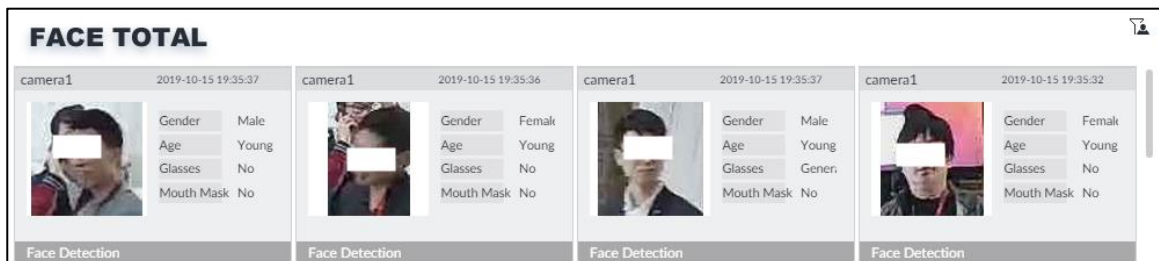 FACE TOTAL
camera1 2019-10-15 19:35:37
Gender Male
Age Young
Glasses No
Mouth Mask No
Face Detection
camera1 2019-10-15 19:35:36
Gender Femal
Age Young
Glasses No
Mouth Mask No
Face Detection
camera1 2019-10-15 19:35:37
Gender Male
Age Young
Glasses Gener
Mouth Mask No
Face Detection
camera1 2019-10-15 19:35:32
Gender Femal
Age Young
Glasses No
Mouth Mask No
Face Detection